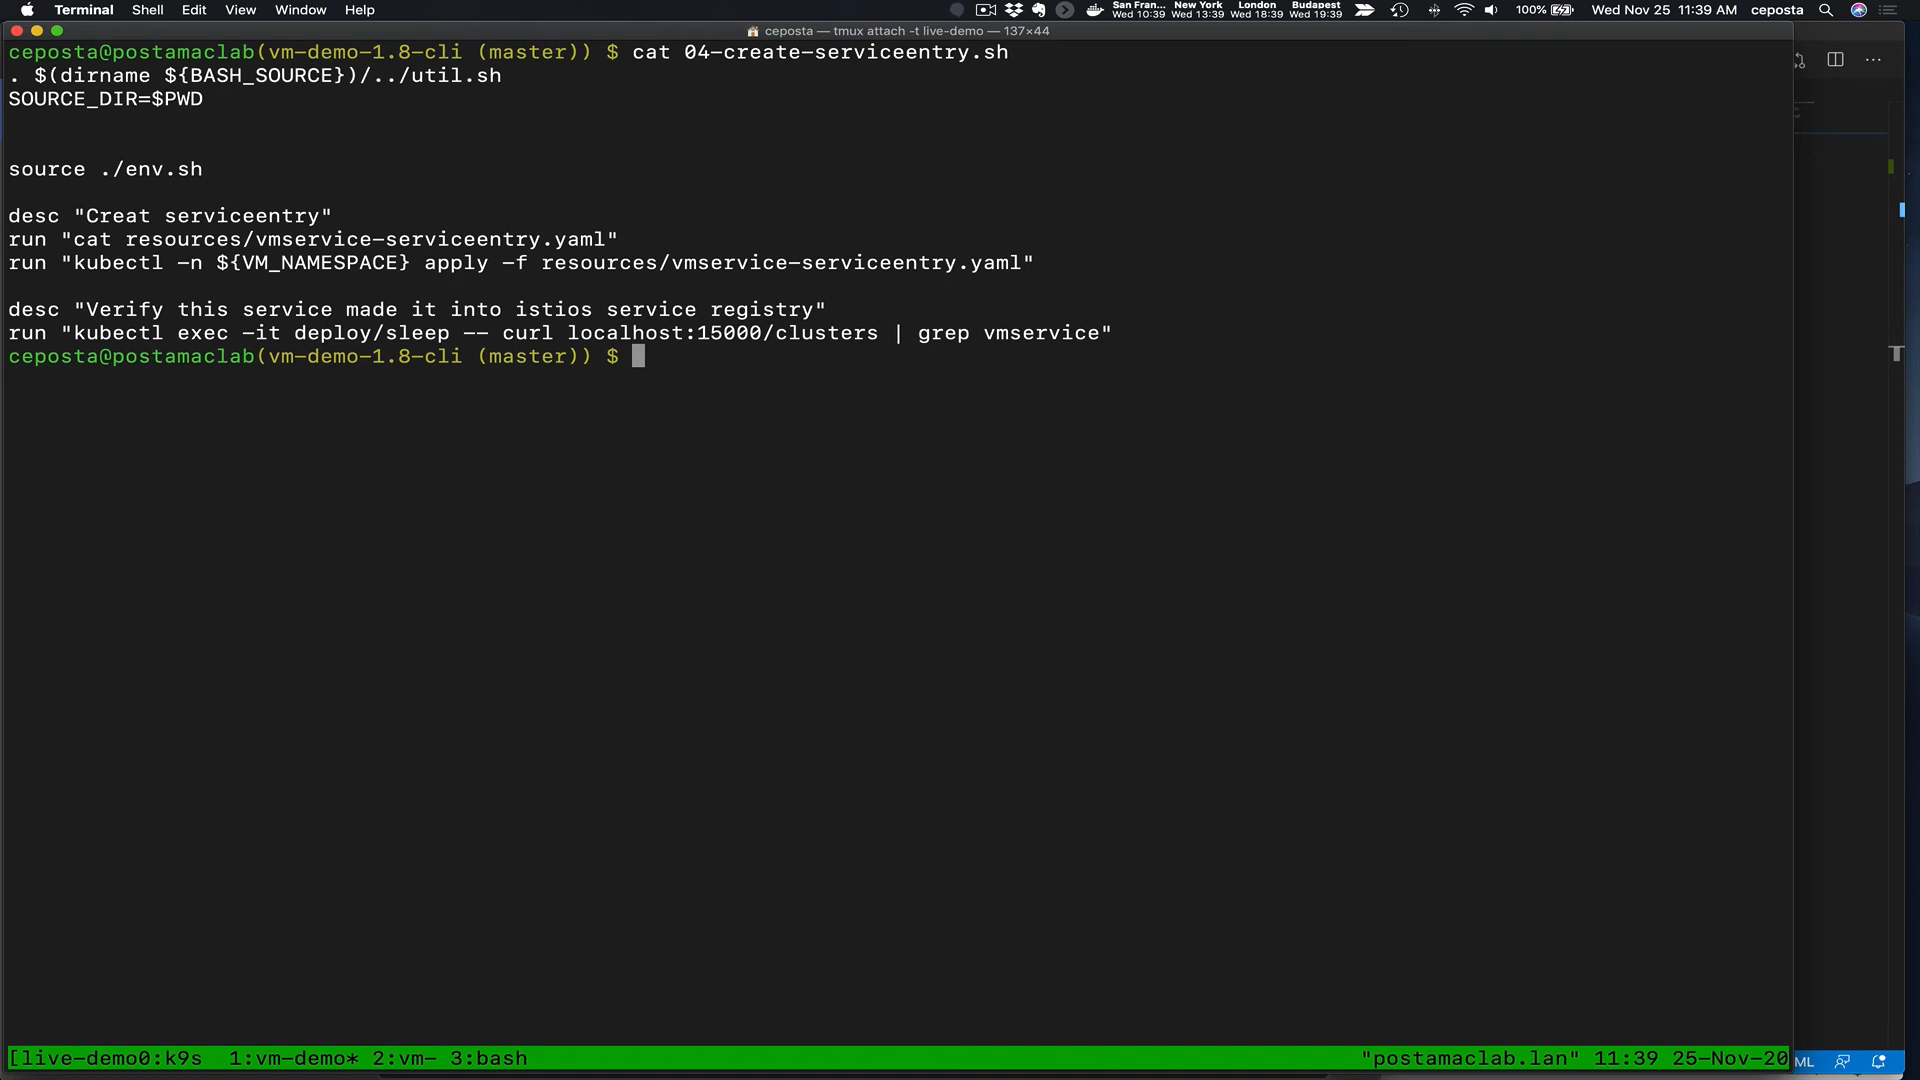 Terminal Shell Edit View Window Help
San Fran... New York London Budapest
Wed 10:39 Wed 13:39 Wed 18:39 Wed 19:39
100% Wed Nov 25 11:39 AM ceposta
ceposta — tmux attach -t live-demo — 137×44
ceposta@postamaclab(vm-demo-1.8-cli (master)) $ cat 04-create-serviceentry.sh
. $(dirname ${BASH_SOURCE})/../util.sh
SOURCE_DIR=$PWD
source ./env.sh
desc "Creat serviceentry"
run "cat resources/vmservice-serviceentry.yaml"
run "kubectl -n ${VM_NAMESPACE} apply -f resources/vmservice-serviceentry.yaml"
desc "Verify this service made it into istios service registry"
run "kubectl exec -it deploy/sleep -- curl localhost:15000/clusters | grep vmservice"
ceposta@postamaclab(vm-demo-1.8-cli (master)) $
[live-demo0:k9s 1:vm-demo* 2:vm- 3:bash "postamaclab.lan" 11:39 25-Nov-20
ML